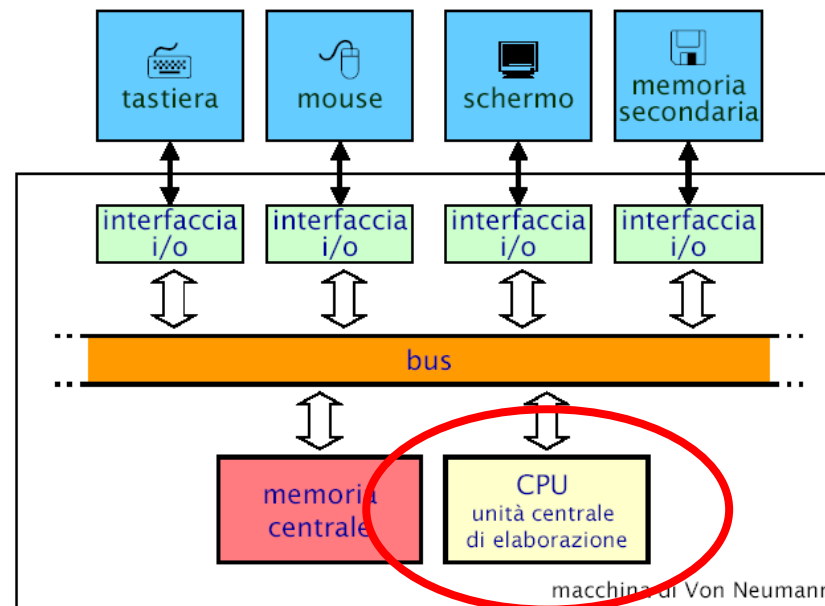 tastiera
mouse
schermo
memoria
secondaria
interfaccia
i/o
interfaccia
i/o
interfaccia
i/o
interfaccia
i/o
bus
memoria
centrale
CPU
unità centrale
di elaborazione
macchina di Von Neumann